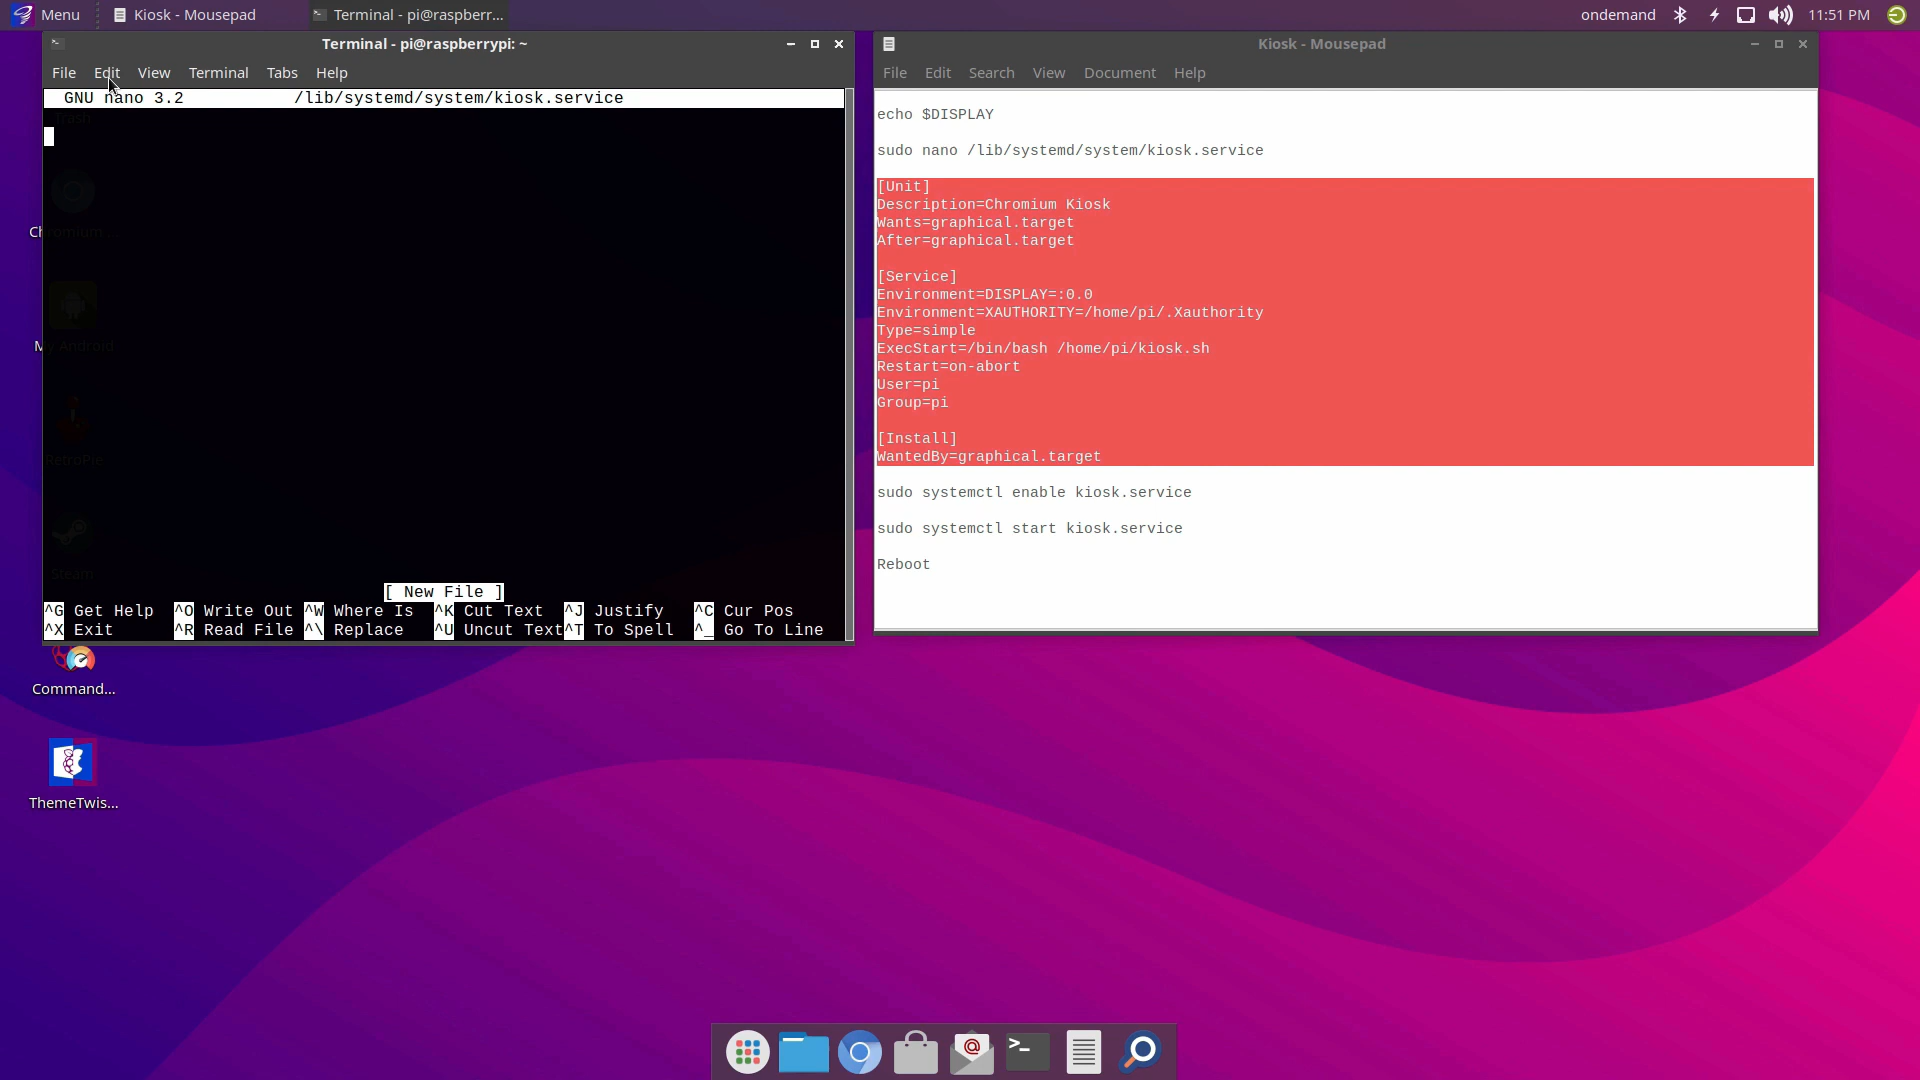 Menu
Kiosk - Mousepad
Terminal - pi@raspberr...
ondemand
11:51 PM
Terminal - pi@raspberrypi: ~
File Edit View Terminal Tabs Help
GNU nano 3.2 /lib/systemd/system/kiosk.service
[ New File ]
^G Get Help ^O Write Out ^W Where Is ^K Cut Text ^J Justify ^C Cur Pos
^X Exit ^R Read File ^\ Replace ^U Uncut Text ^T To Spell ^_ Go To Line
Kiosk - Mousepad
File Edit Search View Document Help
echo $DISPLAY
sudo nano /lib/systemd/system/kiosk.service
[Unit]
Description=Chromium Kiosk
Wants=graphical.target
After=graphical.target
[Service]
Environment=DISPLAY=:0.0
Environment=XAUTHORITY=/home/pi/.Xauthority
Type=simple
ExecStart=/bin/bash /home/pi/kiosk.sh
Restart=on-abort
User=pi
Group=pi
[Install]
WantedBy=graphical.target
sudo systemctl enable kiosk.service
sudo systemctl start kiosk.service
Reboot
Trash
Chromium ...
My Android
RetroPie
Steam
Command...
ThemeTwis...